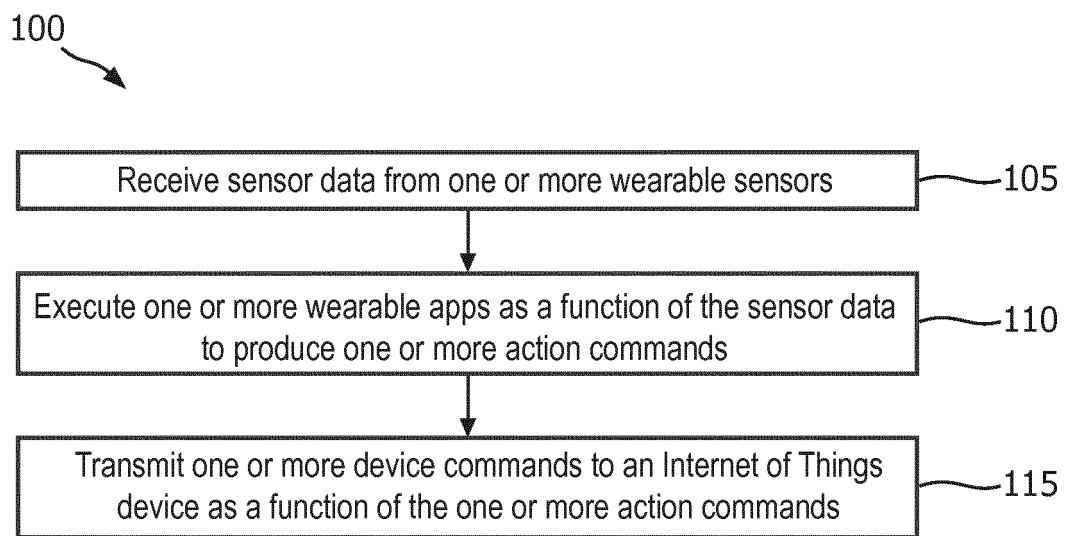 100
Receive sensor data from one or more wearable sensors
105
Execute one or more wearable apps as a function of the sensor data
to produce one or more action commands
110
Transmit one or more device commands to an Internet of Things
device as a function of the one or more action commands
115